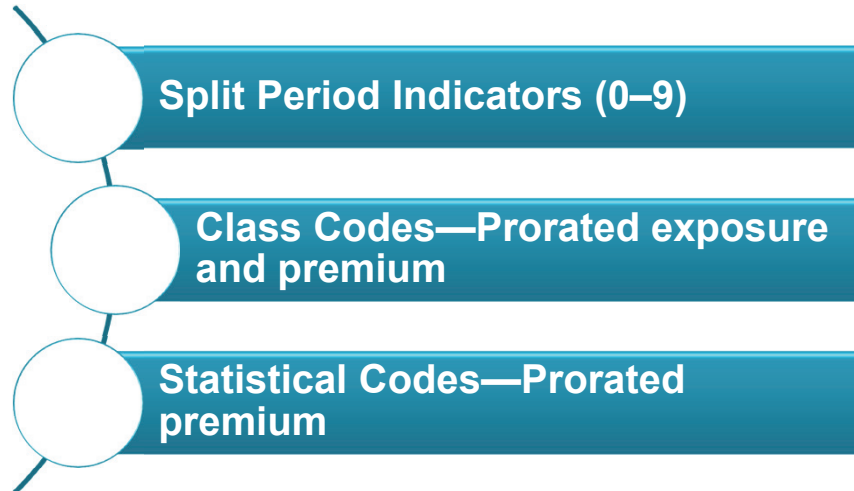 Split Period Indicators (0–9)
Class Codes—Prorated exposure
and premium
Statistical Codes—Prorated
premium